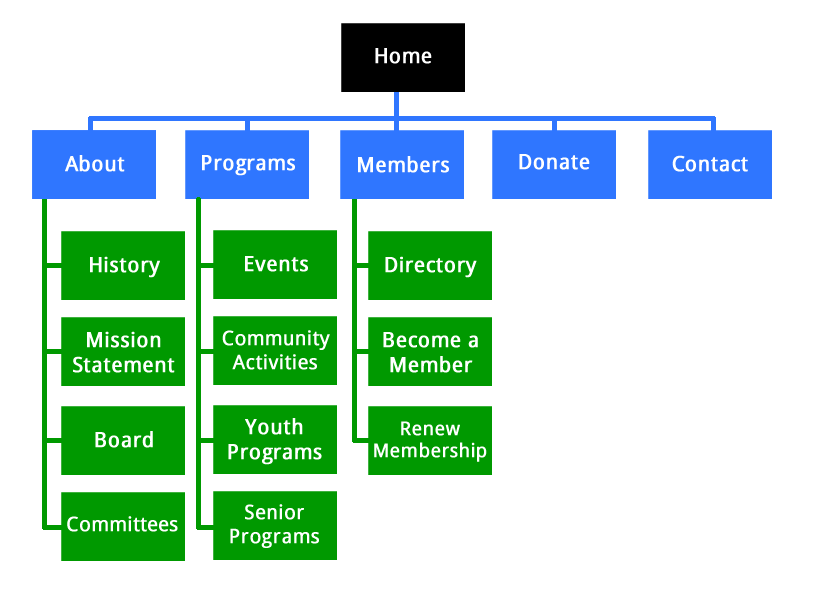 Home
About
Programs
Members
Donate
Contact
History
Mission
Statement
Board
Committees
Events
Community
Activities
Youth
Programs
Senior
Programs
Directory
Become a
Member
Renew
Membership